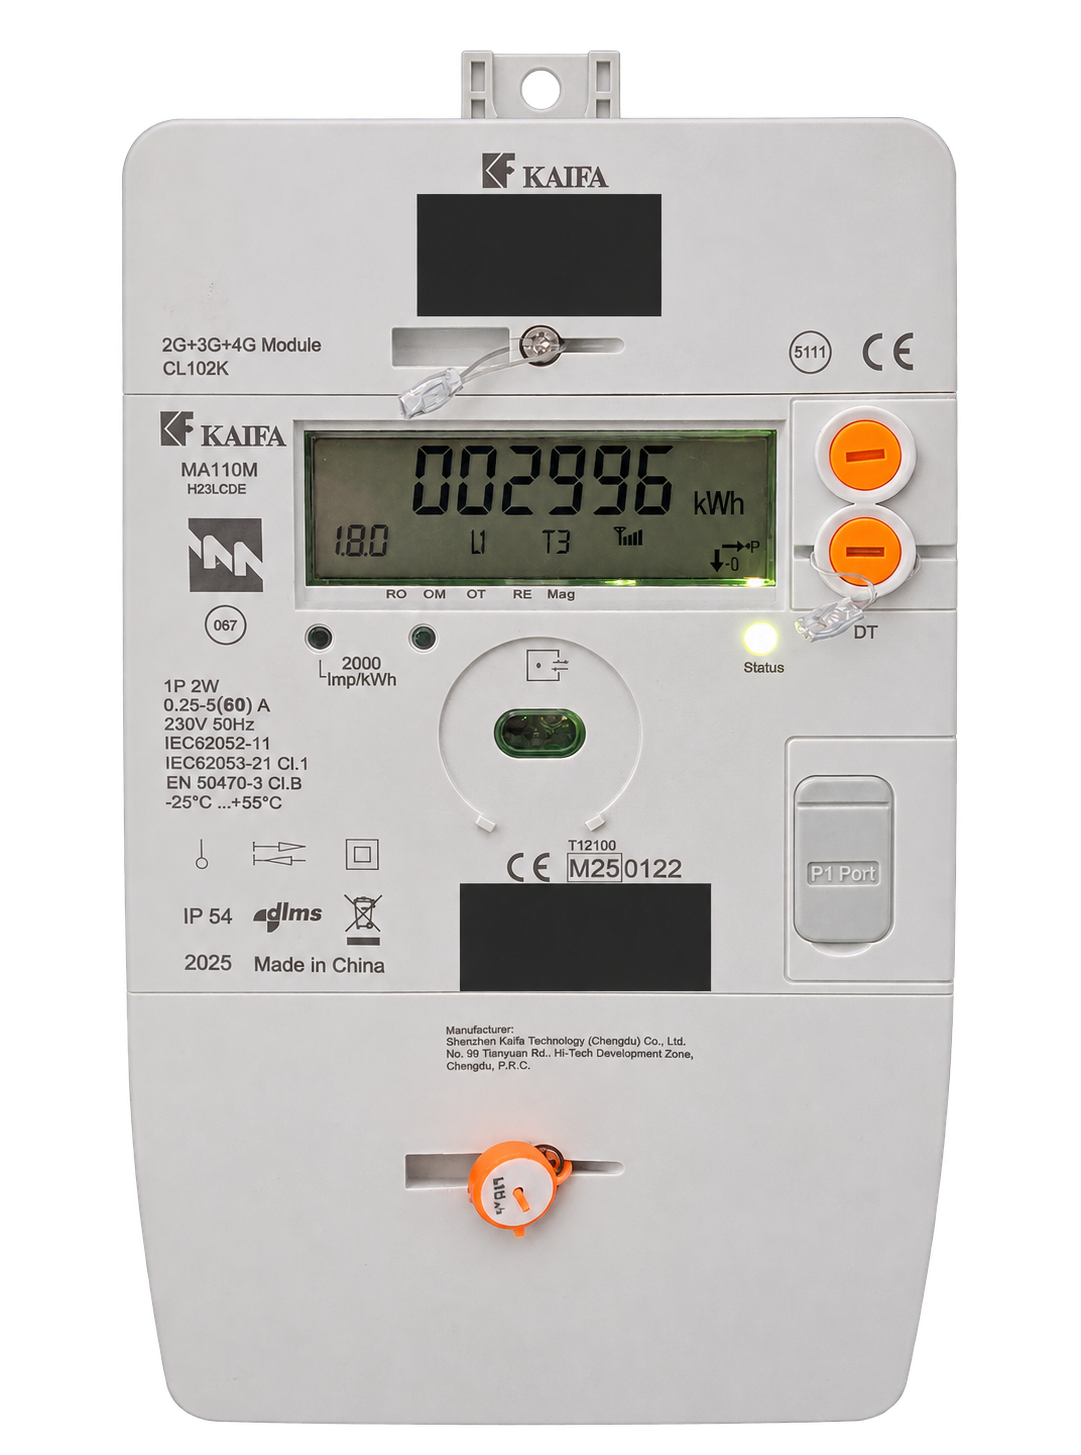 KAIFA
2G+3G+4G Module
CL102K
5111
CE
KAIFA
MA110M
H23LCDE
067
002996 kWh
1.8.0 L1 T3 P
-Q
RO OM OT RE Mag
2000
Imp/kWh
Status
DT
1P 2W
0.25-5(60) A
230V 50Hz
IEC62052-11
IEC62053-21 Cl.1
EN 50470-3 Cl.B
-25°C ...+55°C
T12100
CE M25 0122
P1 Port
IP 54 dlms
2025 Made in China
Manufacturer:
Shenzhen Kaifa Technology (Chengdu) Co., Ltd.
No. 99 Tianyuan Rd.. Hi-Tech Development Zone,
Chengdu, P.R.C.